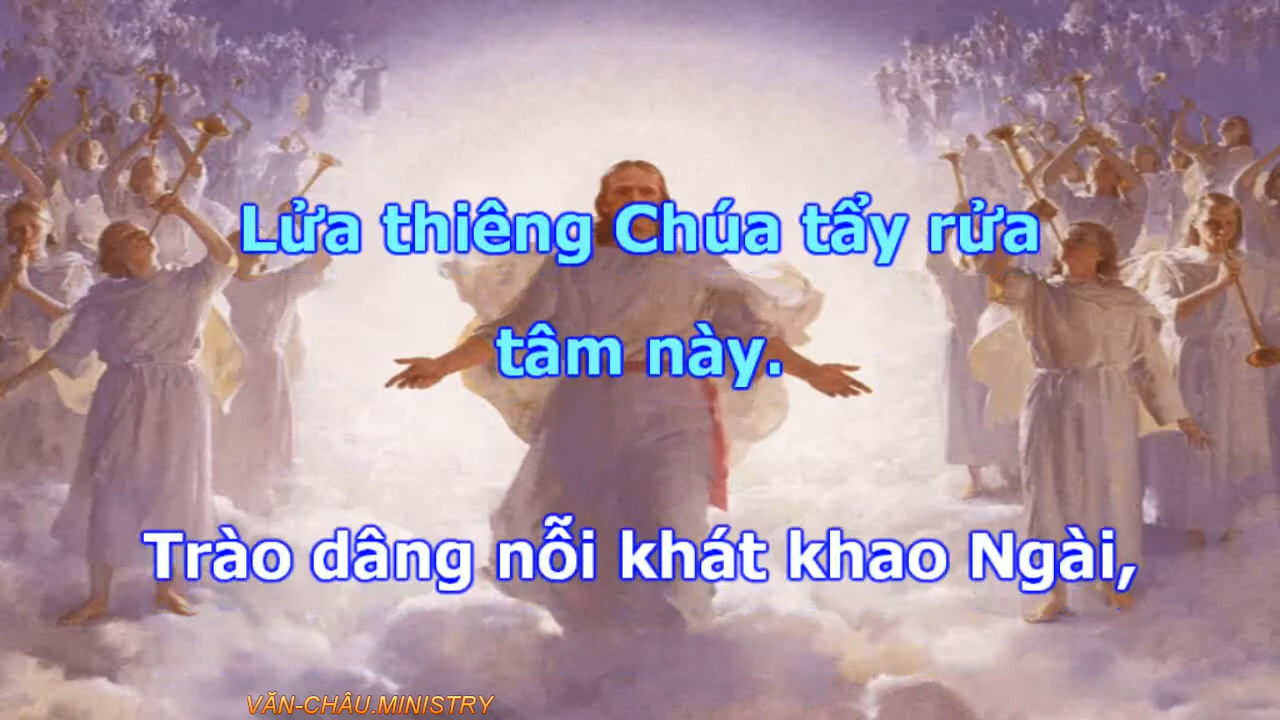 Lửa thiêng Chúa tẩy rửa
tâm này.
Trào dâng nỗi khát khao Ngài,
VĂN-CHÂU.MINISTRY